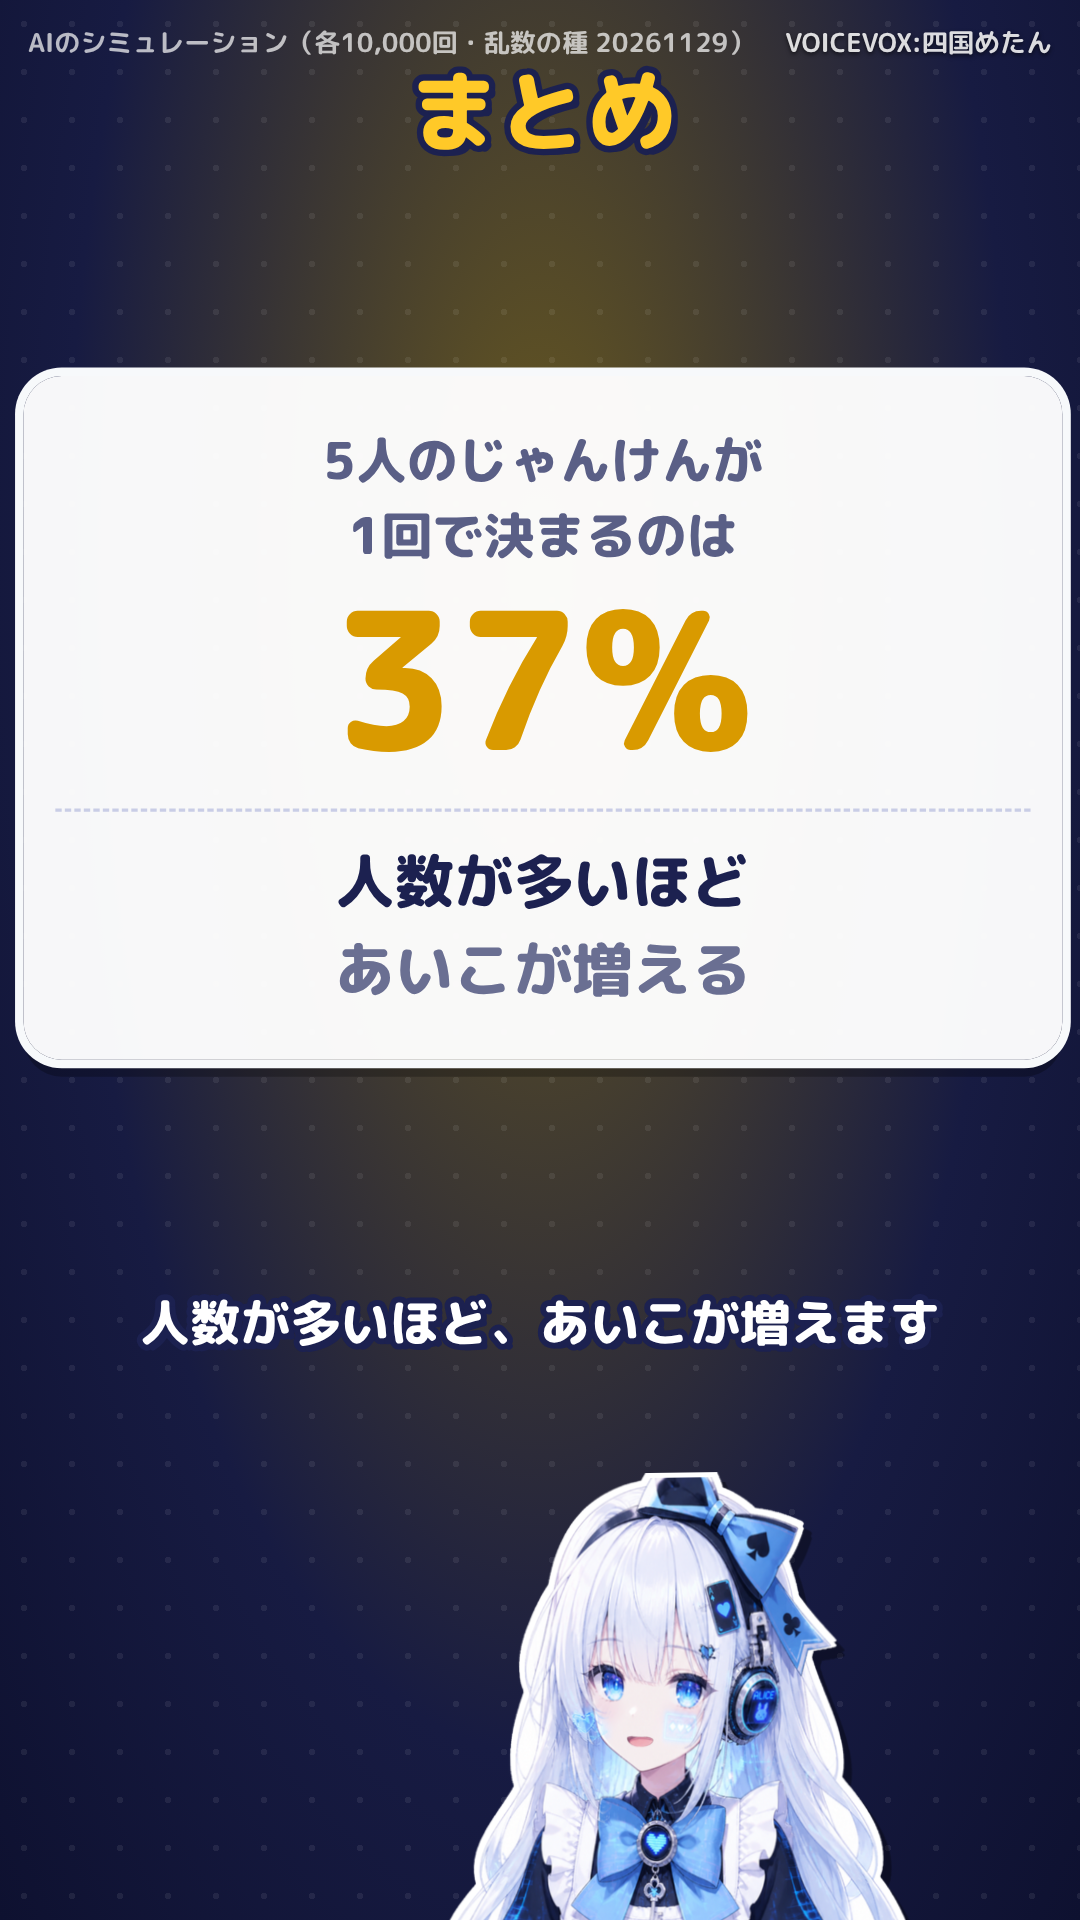 AIのシミュレーション（各10,000回・乱数の種 20261129） VOICEVOX:四国めたん
まとめ
5人のじゃんけんが
1回で決まるのは
37%
人数が多いほど
あいこが増える
人数が多いほど、あいこが増えます
ALICE